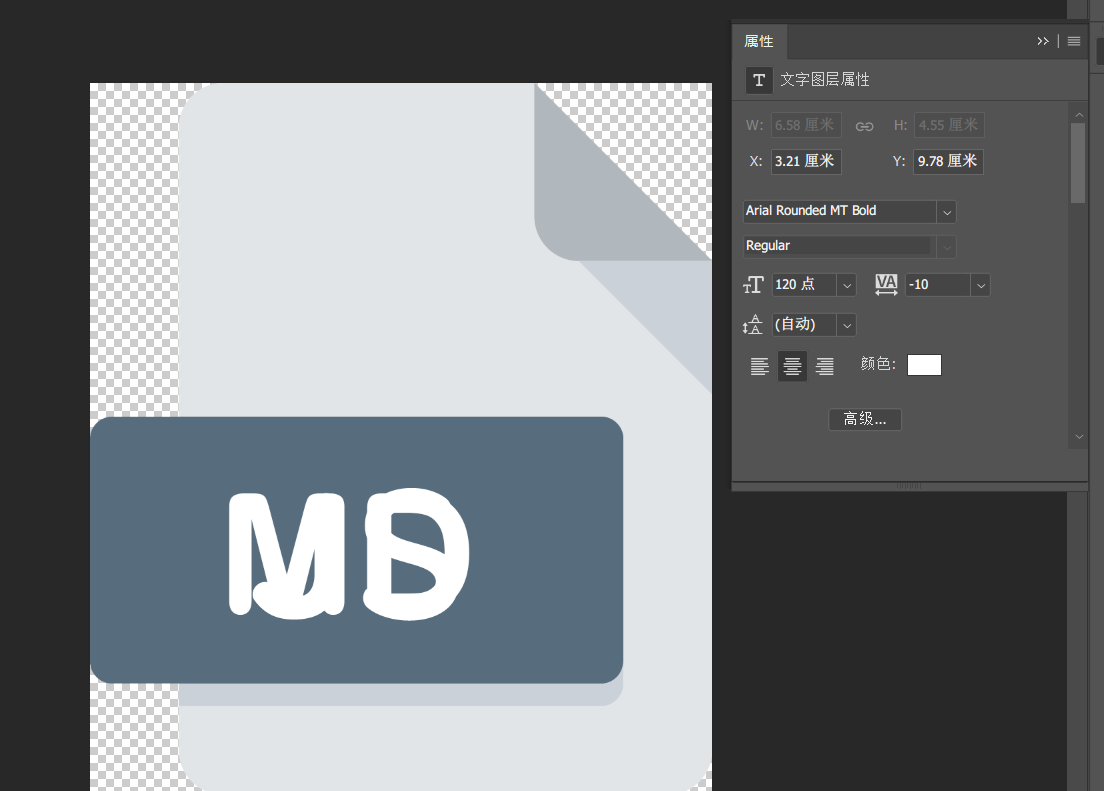 属性
T 文字图层属性
W: 6.58 厘米 H: 4.55 厘米
X: 3.21 厘米 Y: 9.78 厘米
Arial Rounded MT Bold
Regular
120 点 -10
(自动)
颜色:
高级...
MD